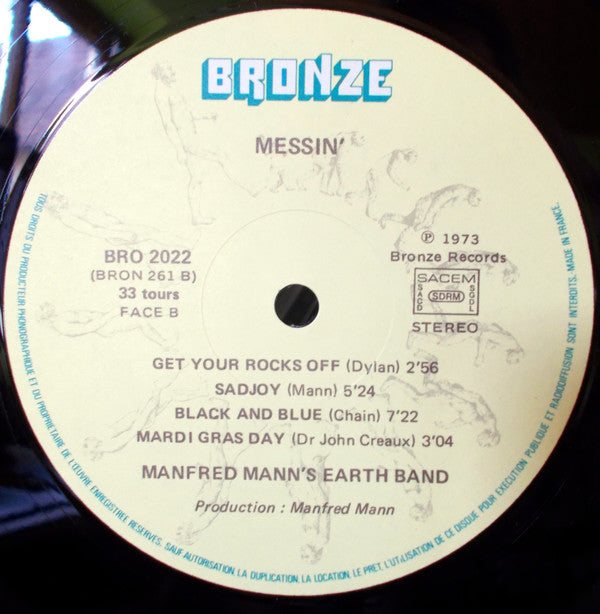 BRONZE
MESSIN'
BRO 2022
(BRON 261 B)
33 tours
FACE B
℗ 1973
Bronze Records
SACEM
SACD
SDRM
SGDL
STEREO
GET YOUR ROCKS OFF (Dylan) 2'56
SADJOY (Mann) 5'24
BLACK AND BLUE (Chain) 7'22
MARDI GRAS DAY (Dr John Creaux) 3'04
MANFRED MANN'S EARTH BAND
Production : Manfred Mann
TOUS DROITS DU PRODUCTEUR PHONOGRAPHIQUE ET DU PROPRIETAIRE DE L'ŒUVRE ENREGISTREE RESERVES. SAUF AUTORISATION, LA DUPLICATION, LA LOCATION, LE PRET, L'UTILISATION DE CE DISQUE POUR EXECUTION PUBLIQUE ET RADIODIFFUSION SONT INTERDITS. MADE IN FRANCE.